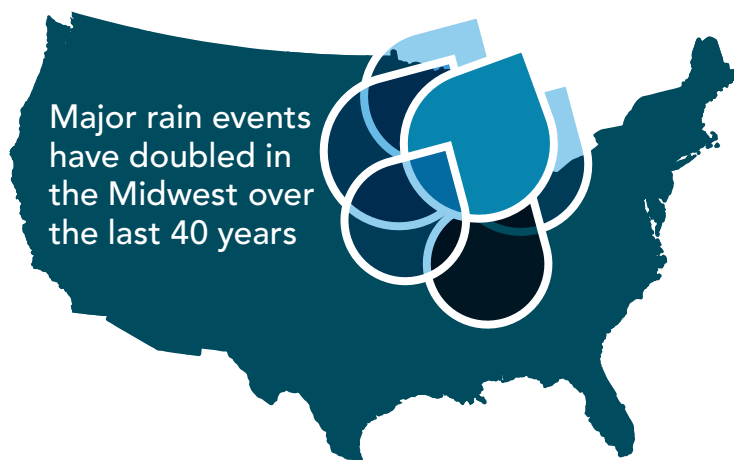 Major rain events
have doubled in
the Midwest over
the last 40 years